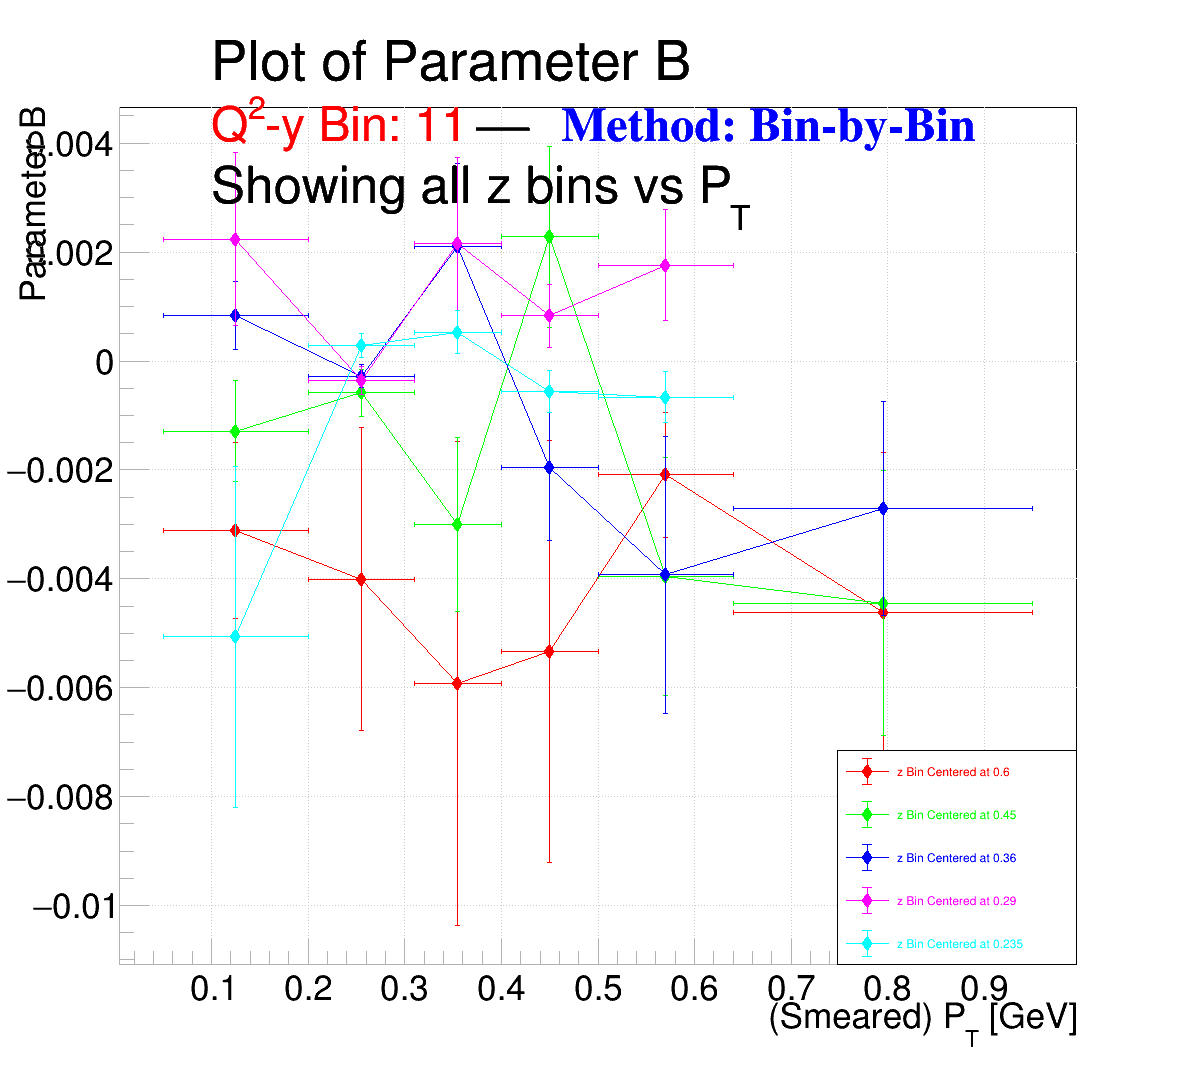 Plot of Parameter B
Q²-y Bin: 11 — Method: Bin-by-Bin
Showing all z bins vs P_T
Parameter B
0.004
0.002
0
−0.002
−0.004
−0.006
−0.008
−0.01
z Bin Centered at 0.6
z Bin Centered at 0.45
z Bin Centered at 0.36
z Bin Centered at 0.29
z Bin Centered at 0.235
0.1 0.2 0.3 0.4 0.5 0.6 0.7 0.8 0.9
(Smeared) P_T [GeV]